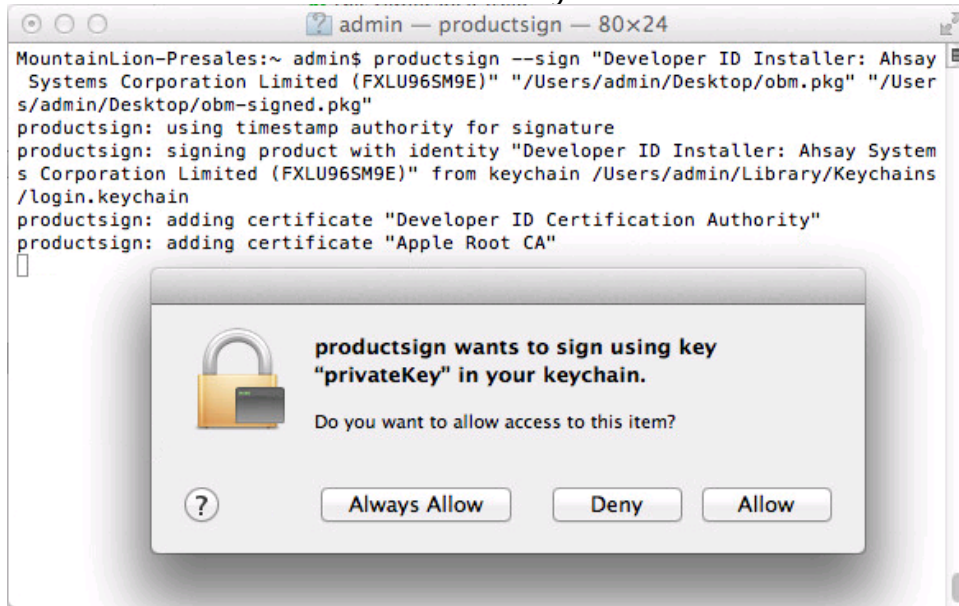 admin — productsign — 80×24
MountainLion-Presales:~ admin$ productsign --sign "Developer ID Installer: Ahsay
 Systems Corporation Limited (FXLU96SM9E)" "/Users/admin/Desktop/obm.pkg" "/User
s/admin/Desktop/obm-signed.pkg"
productsign: using timestamp authority for signature
productsign: signing product with identity "Developer ID Installer: Ahsay System
s Corporation Limited (FXLU96SM9E)" from keychain /Users/admin/Library/Keychains
/login.keychain
productsign: adding certificate "Developer ID Certification Authority"
productsign: adding certificate "Apple Root CA"
productsign wants to sign using key
“privateKey” in your keychain.
Do you want to allow access to this item?
? Always Allow Deny Allow